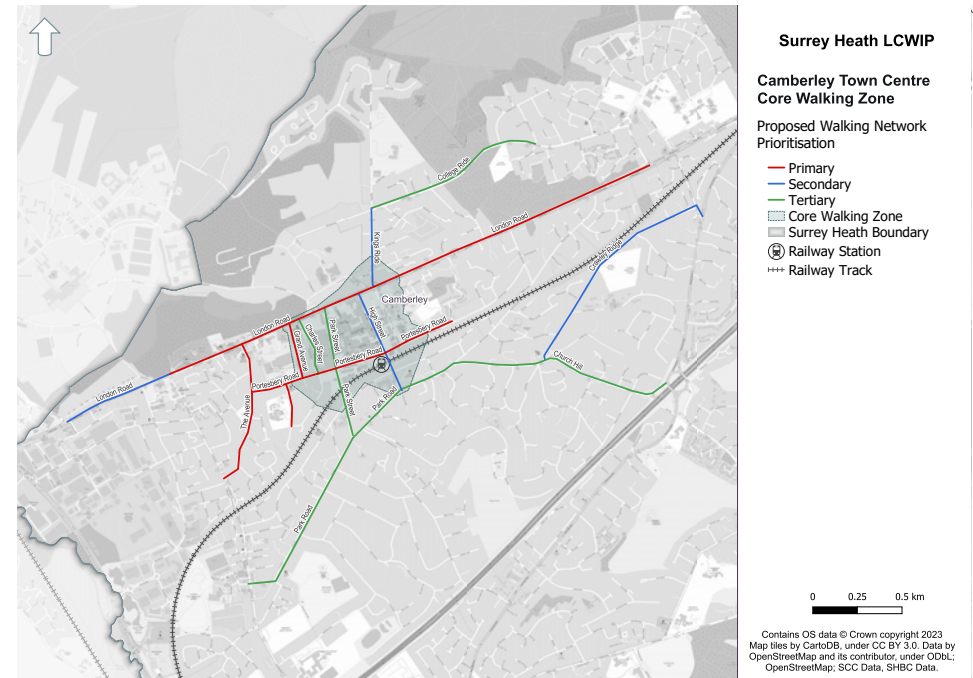 Surrey Heath LCWIP
Camberley Town Centre
Core Walking Zone
Proposed Walking Network
Prioritisation
Primary
Secondary
Tertiary
Core Walking Zone
Surrey Heath Boundary
Railway Station
Railway Track
0 0.25 0.5 km
Contains OS data © Crown copyright 2023
Map tiles by CartoDB, under CC BY 3.0. Data by
OpenStreetMap and its contributor, under ODbL;
OpenStreetMap; SCC Data, SHBC Data.
College Ride
London Road
Kings Ride
Crawley Ridge
Camberley
High Street
London Road
Park Street
Charles Street
Grand Avenue
Portesbery Road
Portesbery Road
Portesbery Road
Church Hill
London Road
The Avenue
Park Street
Park Road
Park Road